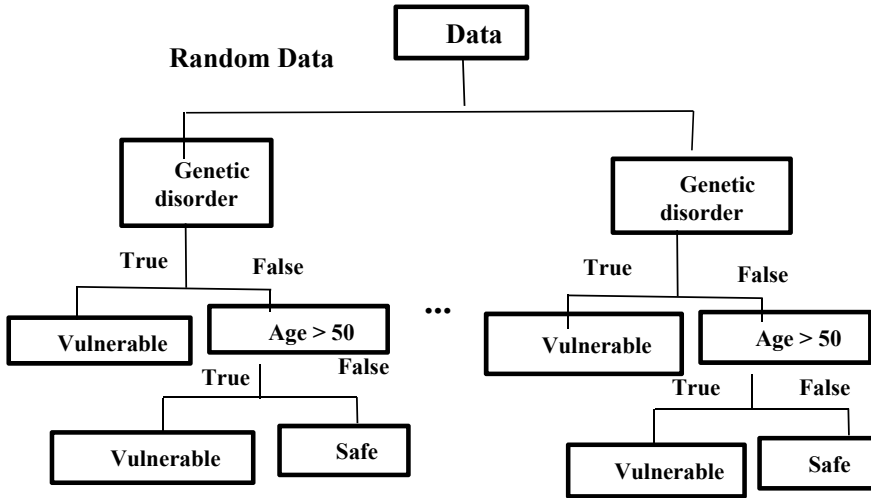 Data
Random Data
Genetic
disorder
Genetic
disorder
True
False
True
False
...
Vulnerable
Age > 50
Vulnerable
Age > 50
True
False
True
False
Vulnerable
Safe
Vulnerable
Safe